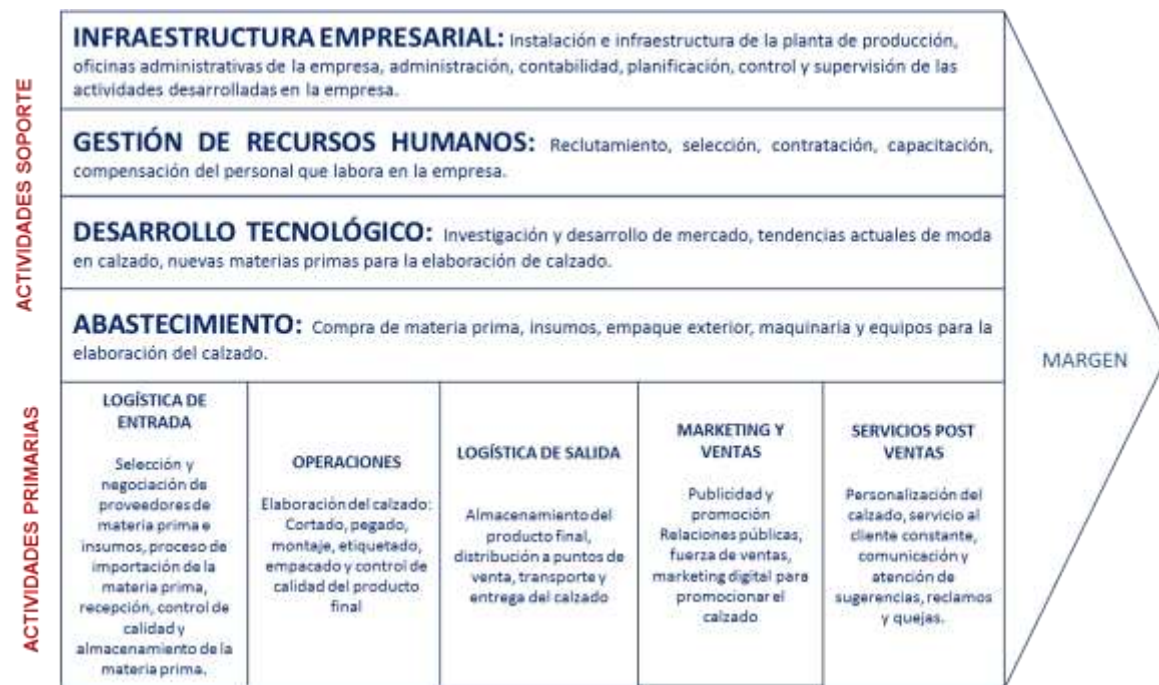 ACTIVIDADES SOPORTE
INFRAESTRUCTURA EMPRESARIAL: Instalación e infraestructura de la planta de producción,
oficinas administrativas de la empresa, administración, contabilidad, planificación, control y supervisión de las
actividades desarrolladas en la empresa.
GESTIÓN DE RECURSOS HUMANOS: Reclutamiento, selección, contratación, capacitación,
compensación del personal que labora en la empresa.
DESARROLLO TECNOLÓGICO: Investigación y desarrollo de mercado, tendencias actuales de moda
en calzado, nuevas materias primas para la elaboración de calzado.
ABASTECIMIENTO: Compra de materia prima, insumos, empaque exterior, maquinaria y equipos para la
elaboración del calzado.
MARGEN
ACTIVIDADES PRIMARIAS
LOGÍSTICA DE
ENTRADA
Selección y
negociación de
proveedores de
materia prima e
insumos, proceso de
importación de la
materia prima,
recepción, control de
calidad y
almacenamiento de la
materia prima.
OPERACIONES
Elaboración del calzado:
Cortado, pegado,
montaje, etiquetado,
empacado y control de
calidad del producto
final
LOGÍSTICA DE SALIDA
Almacenamiento del
producto final,
distribución a puntos de
venta, transporte y
entrega del calzado
MARKETING Y
VENTAS
Publicidad y
promoción
Relaciones públicas,
fuerza de ventas,
marketing digital para
promocionar el
calzado
SERVICIOS POST
VENTAS
Personalización del
calzado, servicio al
cliente constante,
comunicación y
atención de
sugerencias, reclamos
y quejas.